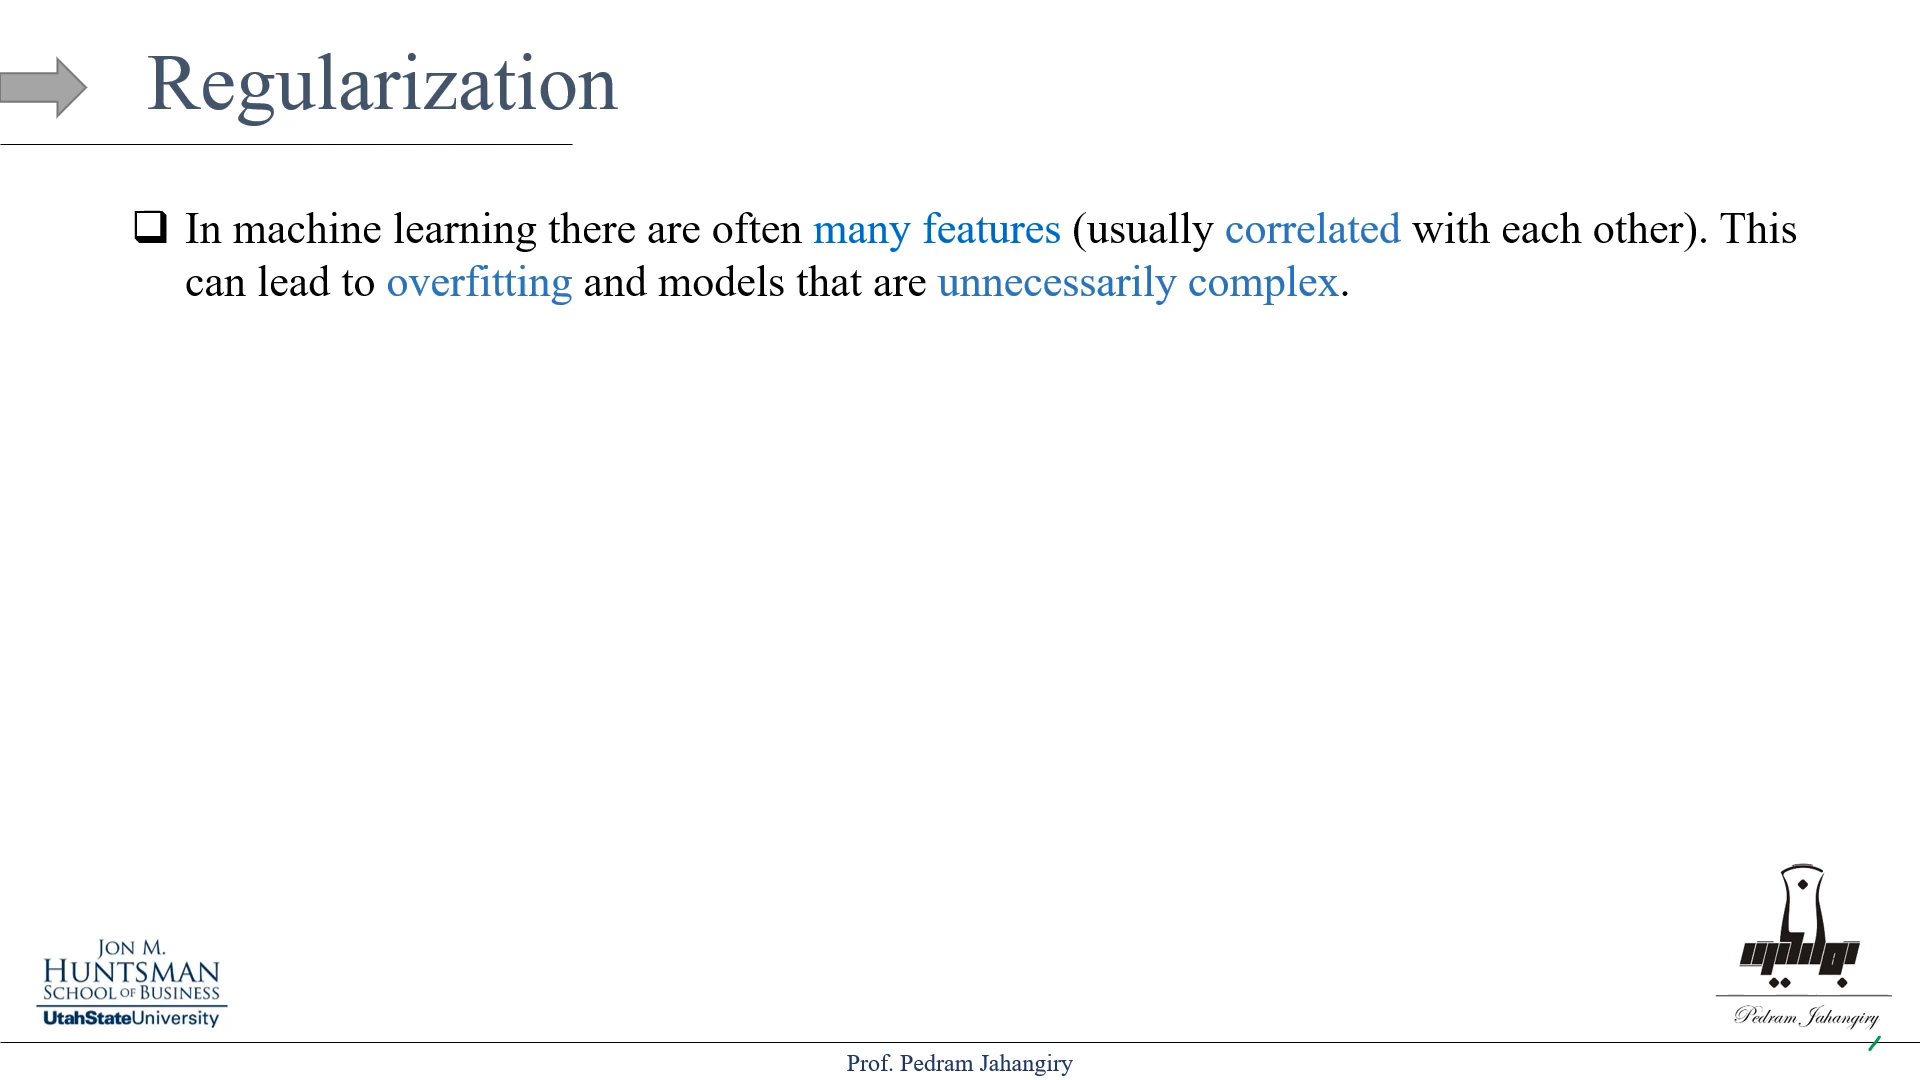 Regularization
In machine learning there are often many features (usually correlated with each other). This
can lead to overfitting and models that are unnecessarily complex.
JON M.
HUNTSMAN
SCHOOL OF BUSINESS
UtahStateUniversity
Pedram Jahangiry
Prof. Pedram Jahangiry